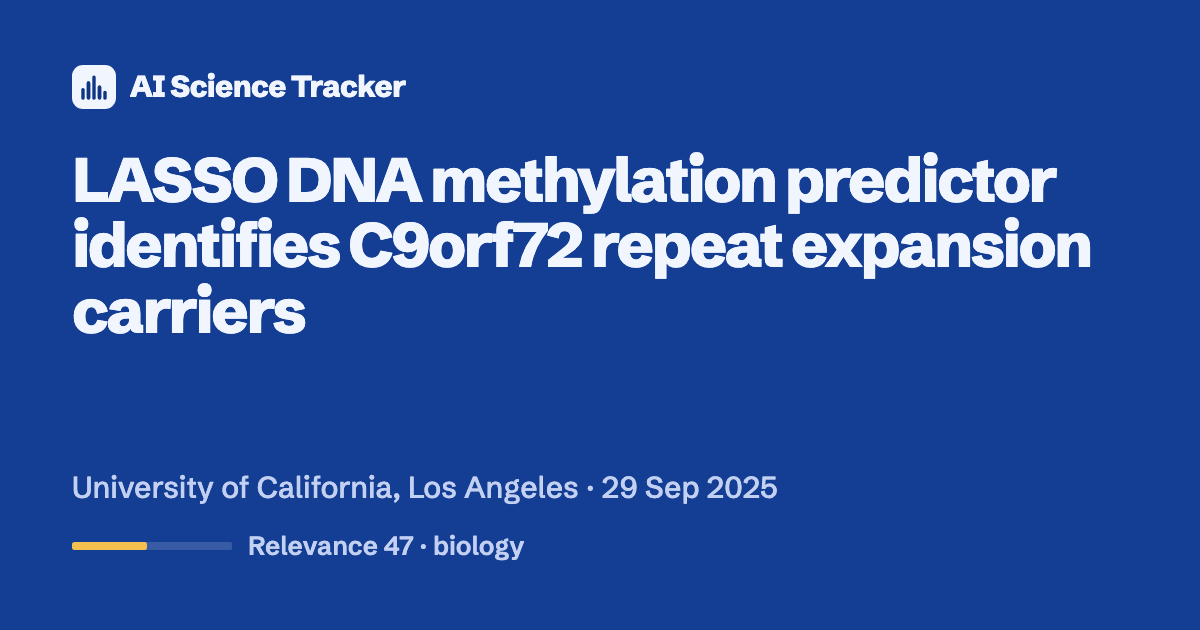 AI Science Tracker
LASSO DNA methylation predictor
identifies C9orf72 repeat expansion
carriers
University of California, Los Angeles · 29 Sep 2025
Relevance 47 · biology